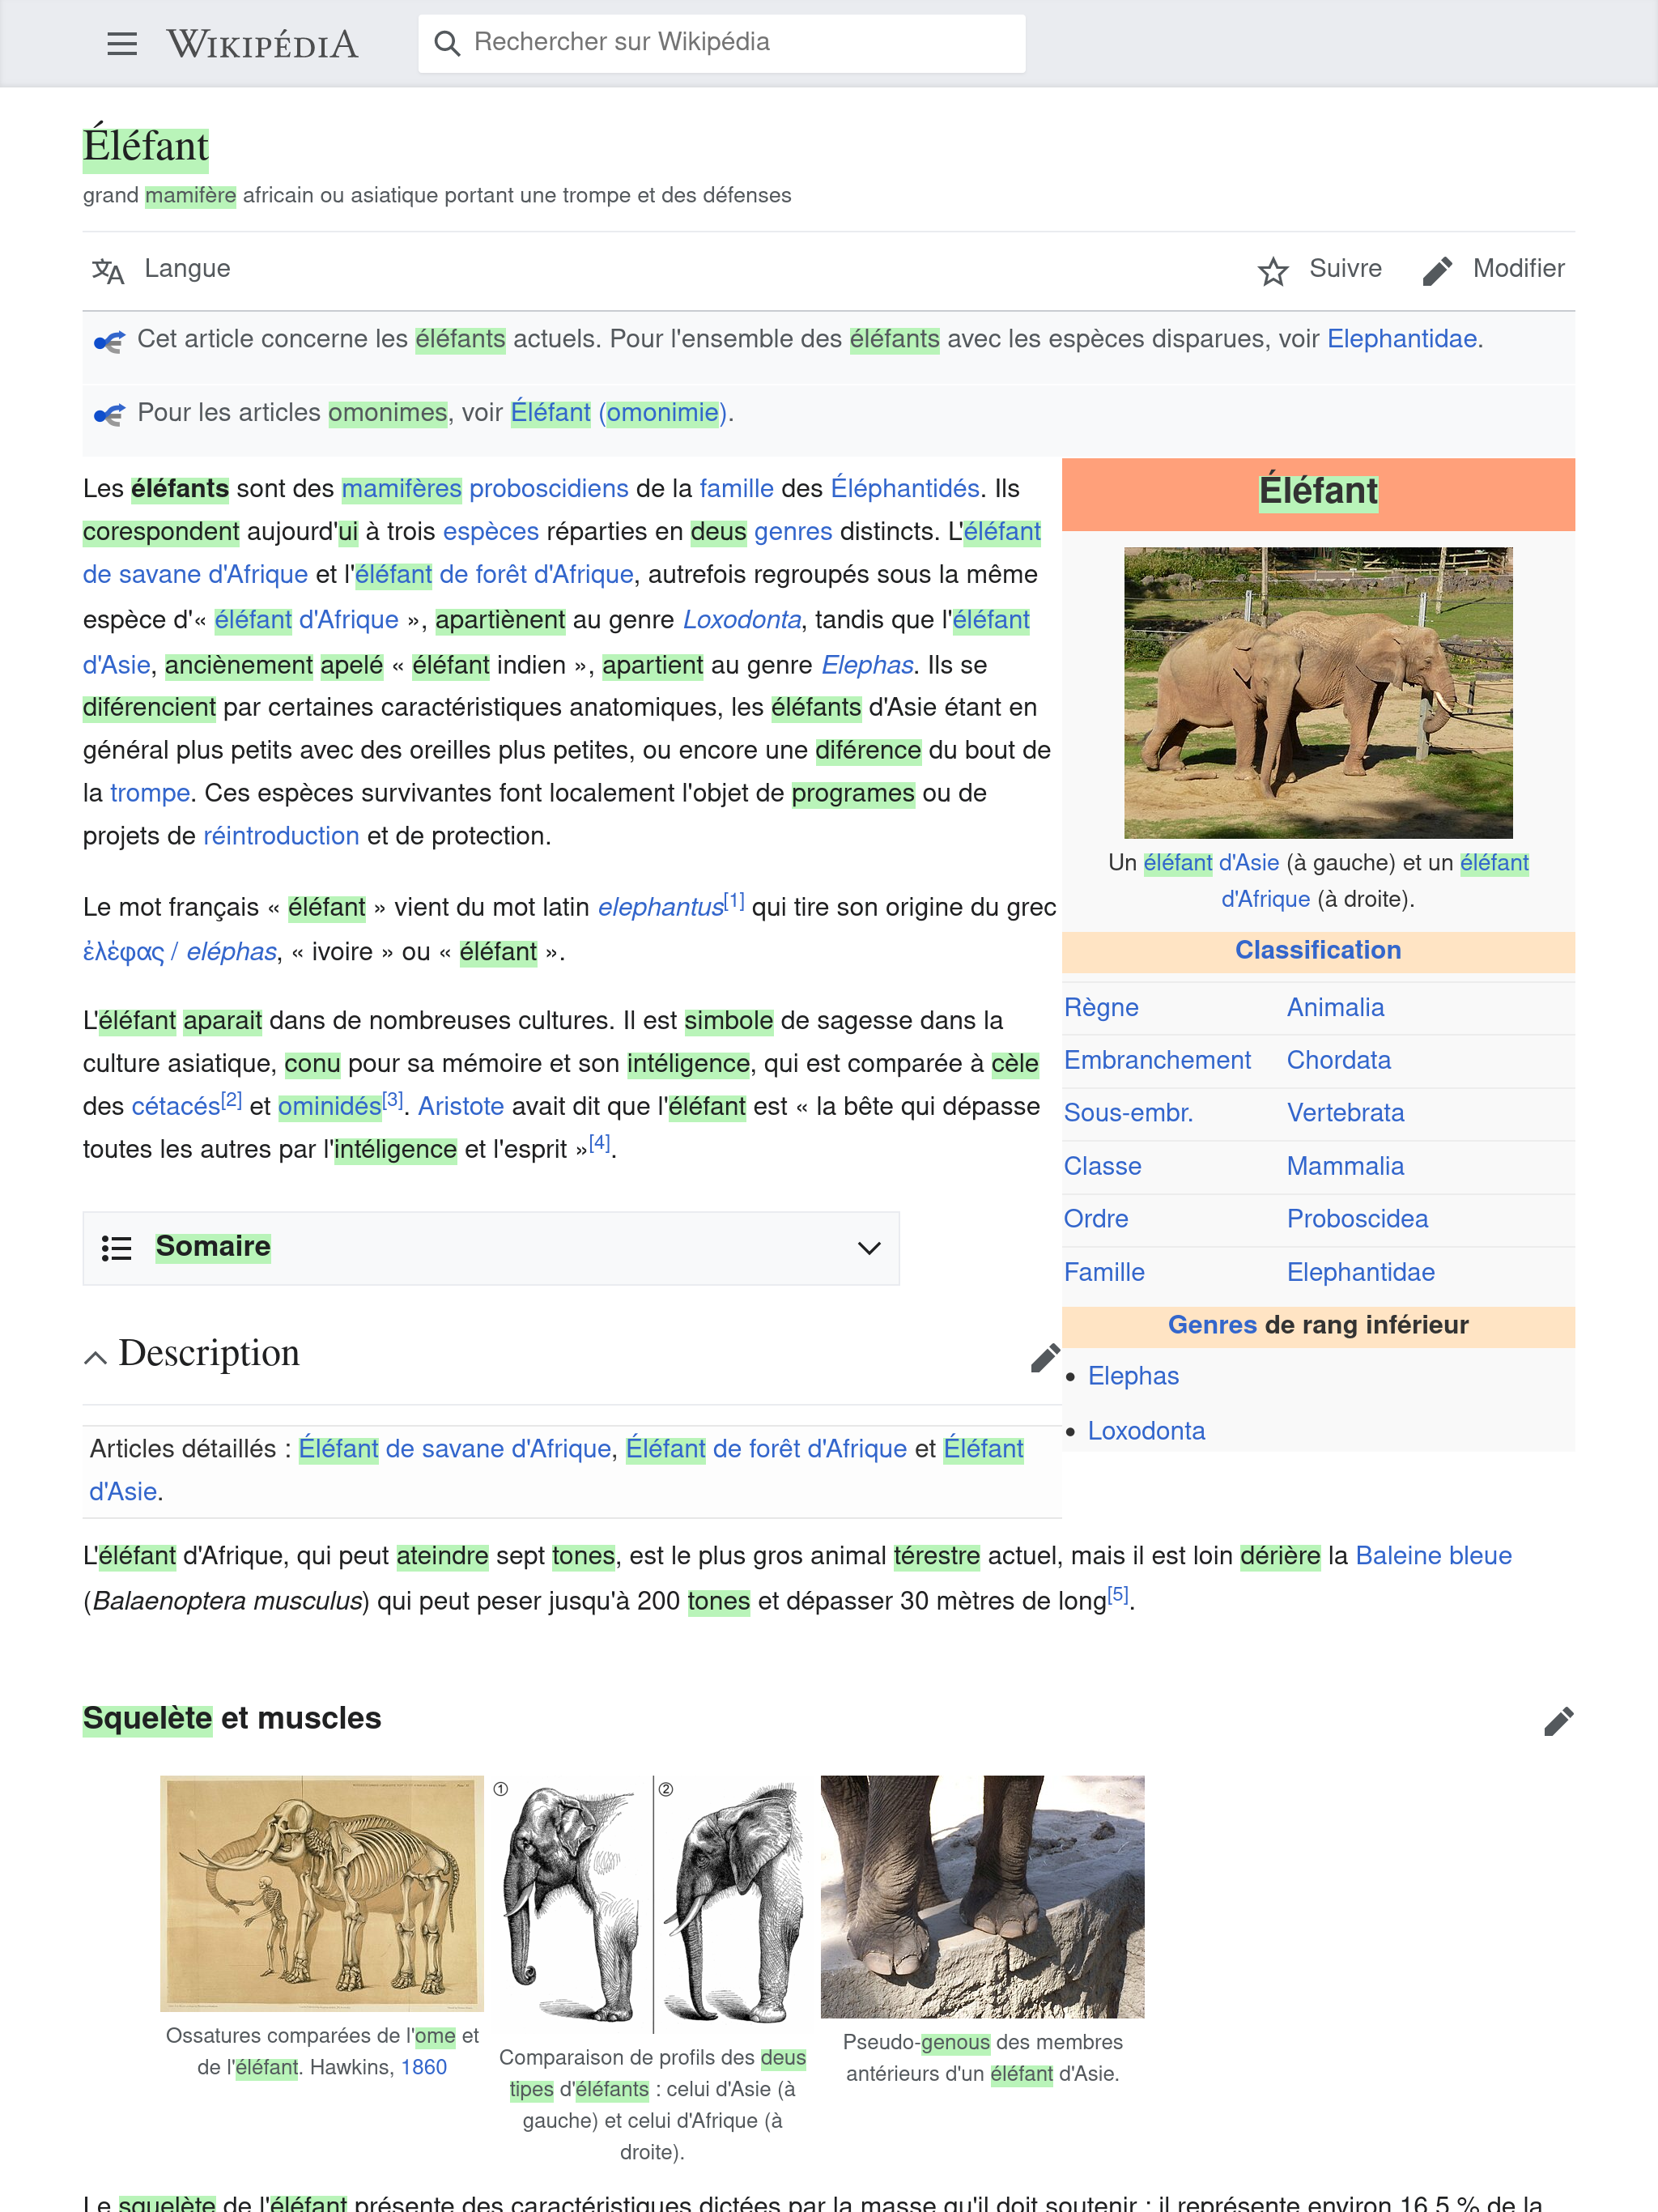 WIKIPÉDIA
Rechercher sur Wikipédia
Éléfant
grand mamifère africain ou asiatique portant une trompe et des défenses
Langue
Suivre
Modifier
Cet article concerne les éléfants actuels. Pour l'ensemble des éléfants avec les espèces disparues, voir Elephantidae.
Pour les articles omonimes, voir Éléfant (omonimie).
Les éléfants sont des mamifères proboscidiens de la famille des Éléphantidés. Ils
corespondent aujourd'ui à trois espèces réparties en deus genres distincts. L'éléfant
de savane d'Afrique et l'éléfant de forêt d'Afrique, autrefois regroupés sous la même
espèce d'« éléfant d'Afrique », apartiènent au genre Loxodonta, tandis que l'éléfant
d'Asie, anciènement apelé « éléfant indien », apartient au genre Elephas. Ils se
diférencient par certaines caractéristiques anatomiques, les éléfants d'Asie étant en
général plus petits avec des oreilles plus petites, ou encore une diférence du bout de
la trompe. Ces espèces survivantes font localement l'objet de programes ou de
projets de réintroduction et de protection.
Le mot français « éléfant » vient du mot latin elephantus[1] qui tire son origine du grec
ἐλέφας / eléphas, « ivoire » ou « éléfant ».
L'éléfant aparait dans de nombreuses cultures. Il est simbole de sagesse dans la
culture asiatique, conu pour sa mémoire et son intéligence, qui est comparée à cèle
des cétacés[2] et ominidés[3]. Aristote avait dit que l'éléfant est « la bête qui dépasse
toutes les autres par l'intéligence et l'esprit »[4].
Éléfant
Un éléfant d'Asie (à gauche) et un éléfant
d'Afrique (à droite).
Classification
Règne Animalia
Embranchement Chordata
Sous-embr. Vertebrata
Classe Mammalia
Ordre Proboscidea
Famille Elephantidae
Genres de rang inférieur
Elephas
Loxodonta
Somaire
Description
Articles détaillés : Éléfant de savane d'Afrique, Éléfant de forêt d'Afrique et Éléfant
d'Asie.
L'éléfant d'Afrique, qui peut ateindre sept tones, est le plus gros animal térestre actuel, mais il est loin dérière la Baleine bleue
(Balaenoptera musculus) qui peut peser jusqu'à 200 tones et dépasser 30 mètres de long[5].
Squelète et muscles
① ②
Ossatures comparées de l'ome et
de l'éléfant. Hawkins, 1860
Comparaison de profils des deus
tipes d'éléfants : celui d'Asie (à
gauche) et celui d'Afrique (à
droite).
Pseudo-genous des membres
antérieurs d'un éléfant d'Asie.
Le squelète de l'éléfant présente des caractéristiques dictées par la masse qu'il doit soutenir : il représente environ 16,5 % de la